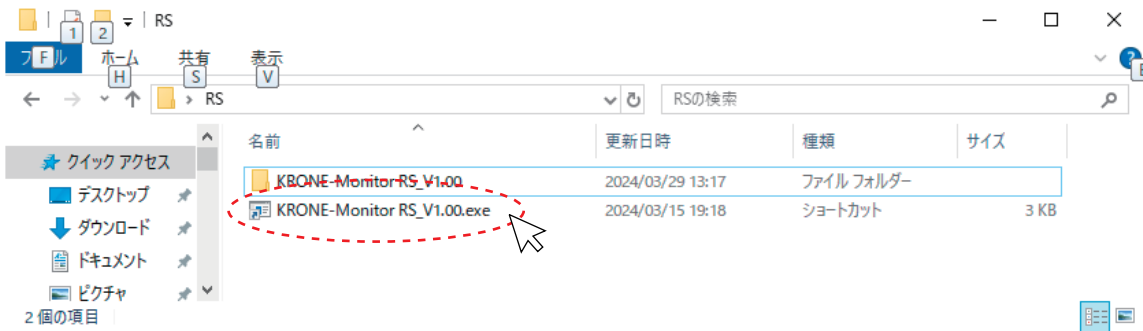 RS
1 2
ファイル ホーム 共有 表示
F H S V
RS RSの検索
名前 更新日時 種類 サイズ
クイック アクセス
KRONE-Monitor RS_V1.00 2024/03/29 13:17 ファイル フォルダー
デスクトップ
KRONE-Monitor RS_V1.00.exe 2024/03/15 19:18 ショートカット 3 KB
ダウンロード
ドキュメント
ピクチャ
2 個の項目